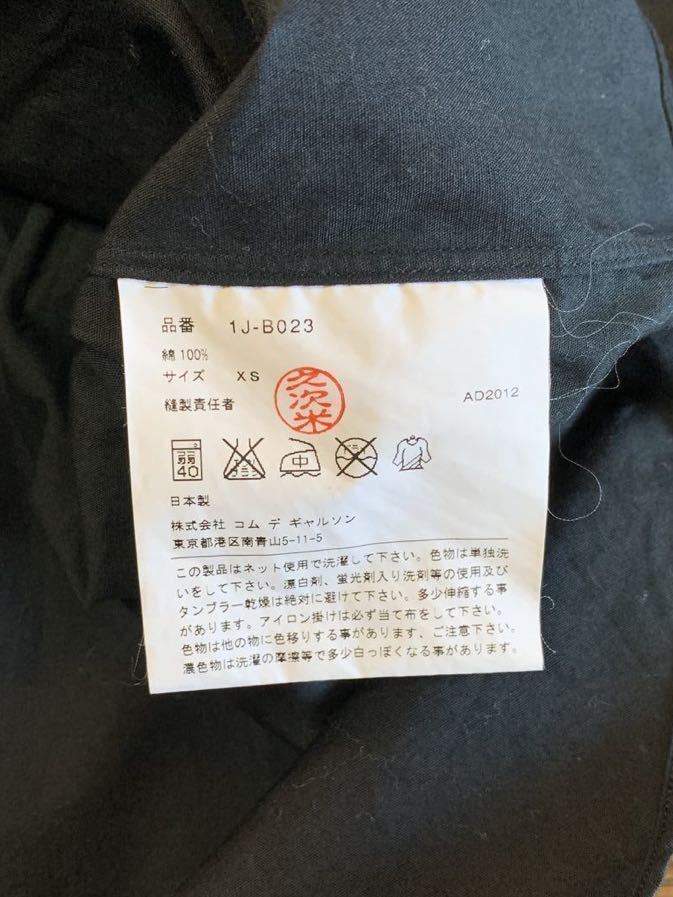 品番 1J-B023
綿 100%
サイズ XS
縫製責任者
久次米
AD2012
弱
40
エンソサラシ
中
ドライ
日本製
株式会社 コム デ ギャルソン
東京都港区南青山5-11-5
この製品はネット使用で洗濯して下さい。色物は単独洗
いをして下さい。漂白剤、蛍光剤入り洗剤等の使用及び
タンブラー乾燥は絶対に避けて下さい。多少伸縮する事
があります。アイロン掛けは必ず当て布をして下さい。
色物は他の物に色移りする事があります、ご注意下さい。
濃色物は洗濯の摩擦等で多少白っぽくなる事があります。